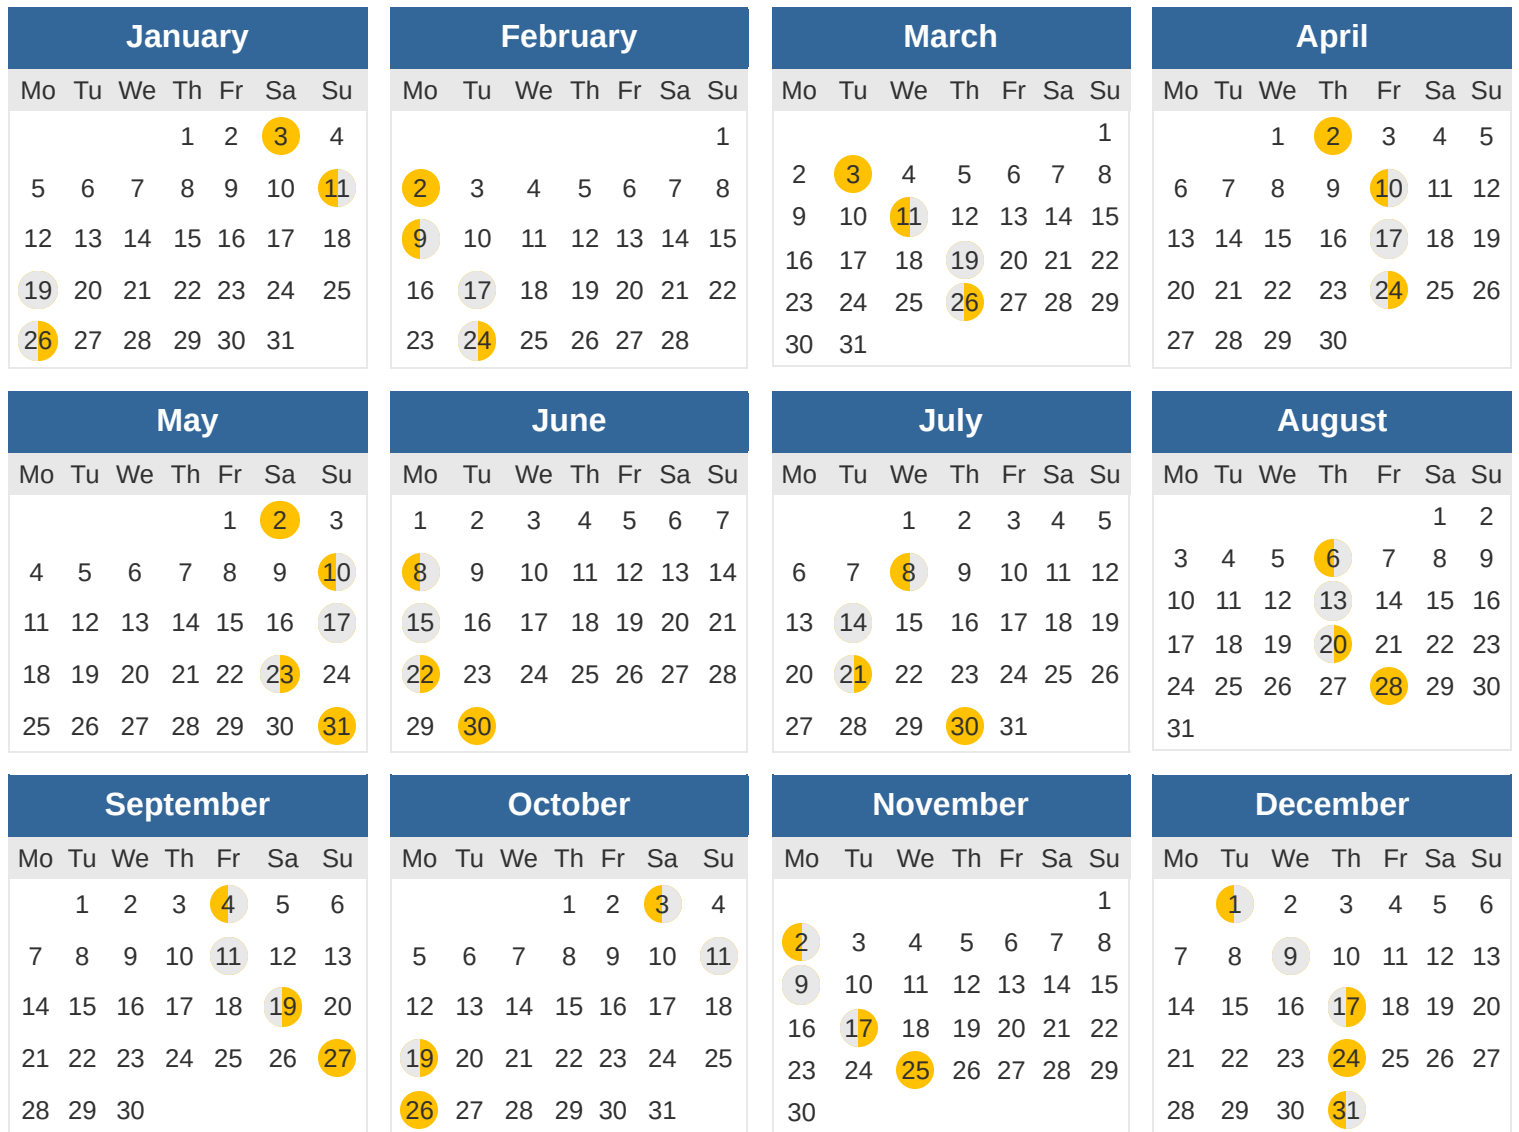 January February March April
Mo Tu We Th Fr Sa Su Mo Tu We Th Fr Sa Su Mo Tu We Th Fr Sa Su Mo Tu We Th Fr Sa Su
1 2 3 4 1 1 1 2 3 4 5
5 6 7 8 9 10 11 2 3 4 5 6 7 8 2 3 4 5 6 7 8 6 7 8 9 10 11 12
12 13 14 15 16 17 18 9 10 11 12 13 14 15 9 10 11 12 13 14 15 13 14 15 16 17 18 19
19 20 21 22 23 24 25 16 17 18 19 20 21 22 16 17 18 19 20 21 22 20 21 22 23 24 25 26
26 27 28 29 30 31 23 24 25 26 27 28 23 24 25 26 27 28 29 27 28 29 30
30 31
May June July August
Mo Tu We Th Fr Sa Su Mo Tu We Th Fr Sa Su Mo Tu We Th Fr Sa Su Mo Tu We Th Fr Sa Su
1 2 3 1 2 3 4 5 6 7 1 2 3 4 5 1 2
4 5 6 7 8 9 10 8 9 10 11 12 13 14 6 7 8 9 10 11 12 3 4 5 6 7 8 9
11 12 13 14 15 16 17 15 16 17 18 19 20 21 13 14 15 16 17 18 19 10 11 12 13 14 15 16
18 19 20 21 22 23 24 22 23 24 25 26 27 28 20 21 22 23 24 25 26 17 18 19 20 21 22 23
25 26 27 28 29 30 31 29 30 27 28 29 30 31 24 25 26 27 28 29 30
31
September October November December
Mo Tu We Th Fr Sa Su Mo Tu We Th Fr Sa Su Mo Tu We Th Fr Sa Su Mo Tu We Th Fr Sa Su
1 2 3 4 5 6 1 2 3 4 1 1 2 3 4 5 6
7 8 9 10 11 12 13 5 6 7 8 9 10 11 2 3 4 5 6 7 8 7 8 9 10 11 12 13
14 15 16 17 18 19 20 12 13 14 15 16 17 18 9 10 11 12 13 14 15 14 15 16 17 18 19 20
21 22 23 24 25 26 27 19 20 21 22 23 24 25 16 17 18 19 20 21 22 21 22 23 24 25 26 27
28 29 30 26 27 28 29 30 31 23 24 25 26 27 28 29 28 29 30 31
30